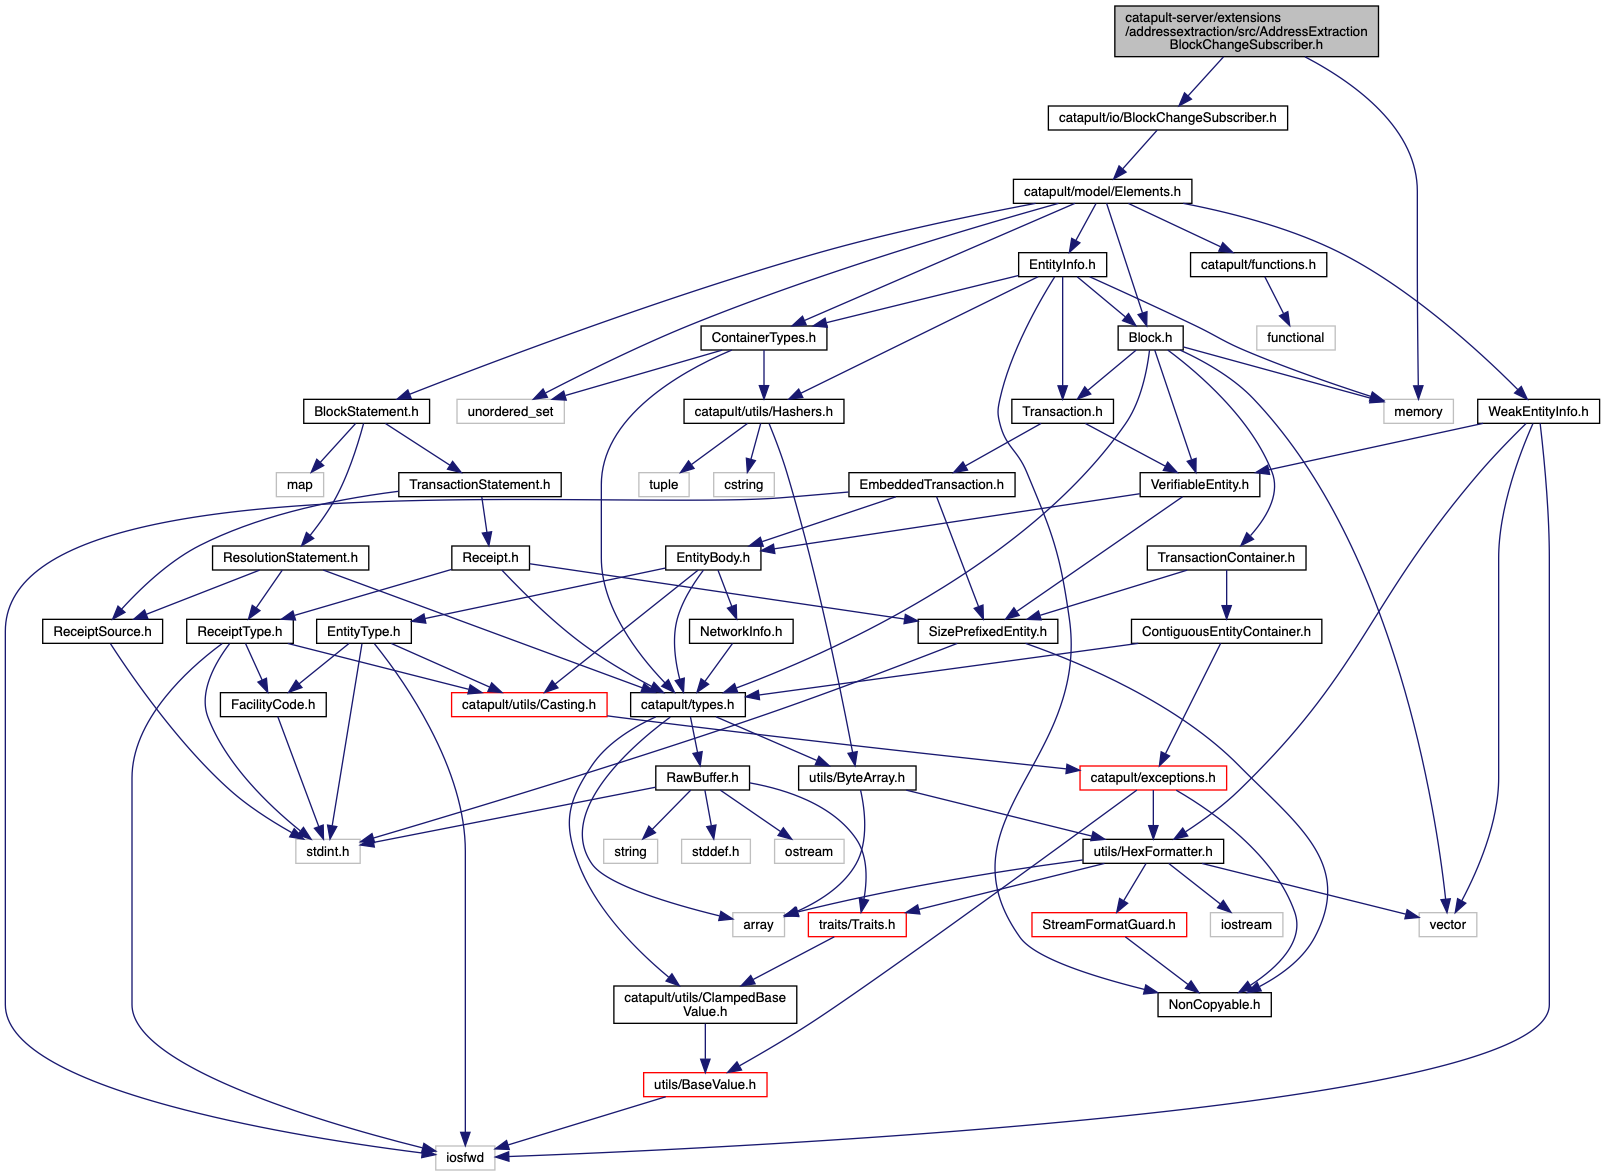 catapult-server/extensions
/addressextraction/src/AddressExtraction
BlockChangeSubscriber.h
catapult/io/BlockChangeSubscriber.h
catapult/model/Elements.h
EntityInfo.h
catapult/functions.h
ContainerTypes.h
Block.h
functional
BlockStatement.h
unordered_set
catapult/utils/Hashers.h
Transaction.h
memory
WeakEntityInfo.h
map
TransactionStatement.h
tuple
cstring
EmbeddedTransaction.h
VerifiableEntity.h
ResolutionStatement.h
Receipt.h
EntityBody.h
TransactionContainer.h
ReceiptSource.h
ReceiptType.h
EntityType.h
NetworkInfo.h
SizePrefixedEntity.h
ContiguousEntityContainer.h
FacilityCode.h
catapult/utils/Casting.h
catapult/types.h
RawBuffer.h
utils/ByteArray.h
catapult/exceptions.h
stdint.h
string
stddef.h
ostream
utils/HexFormatter.h
array
traits/Traits.h
StreamFormatGuard.h
iostream
vector
catapult/utils/ClampedBase
Value.h
NonCopyable.h
utils/BaseValue.h
iosfwd